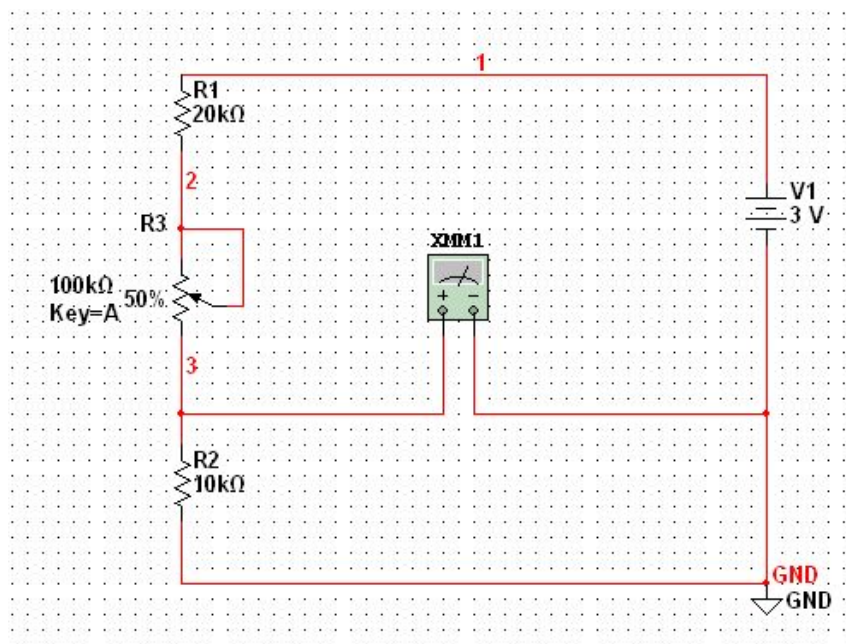 1
R1
20kΩ
2
R3
V1
3 V
XMM1
+ −
100kΩ
50%
Key=A
3
R2
10kΩ
GND
GND